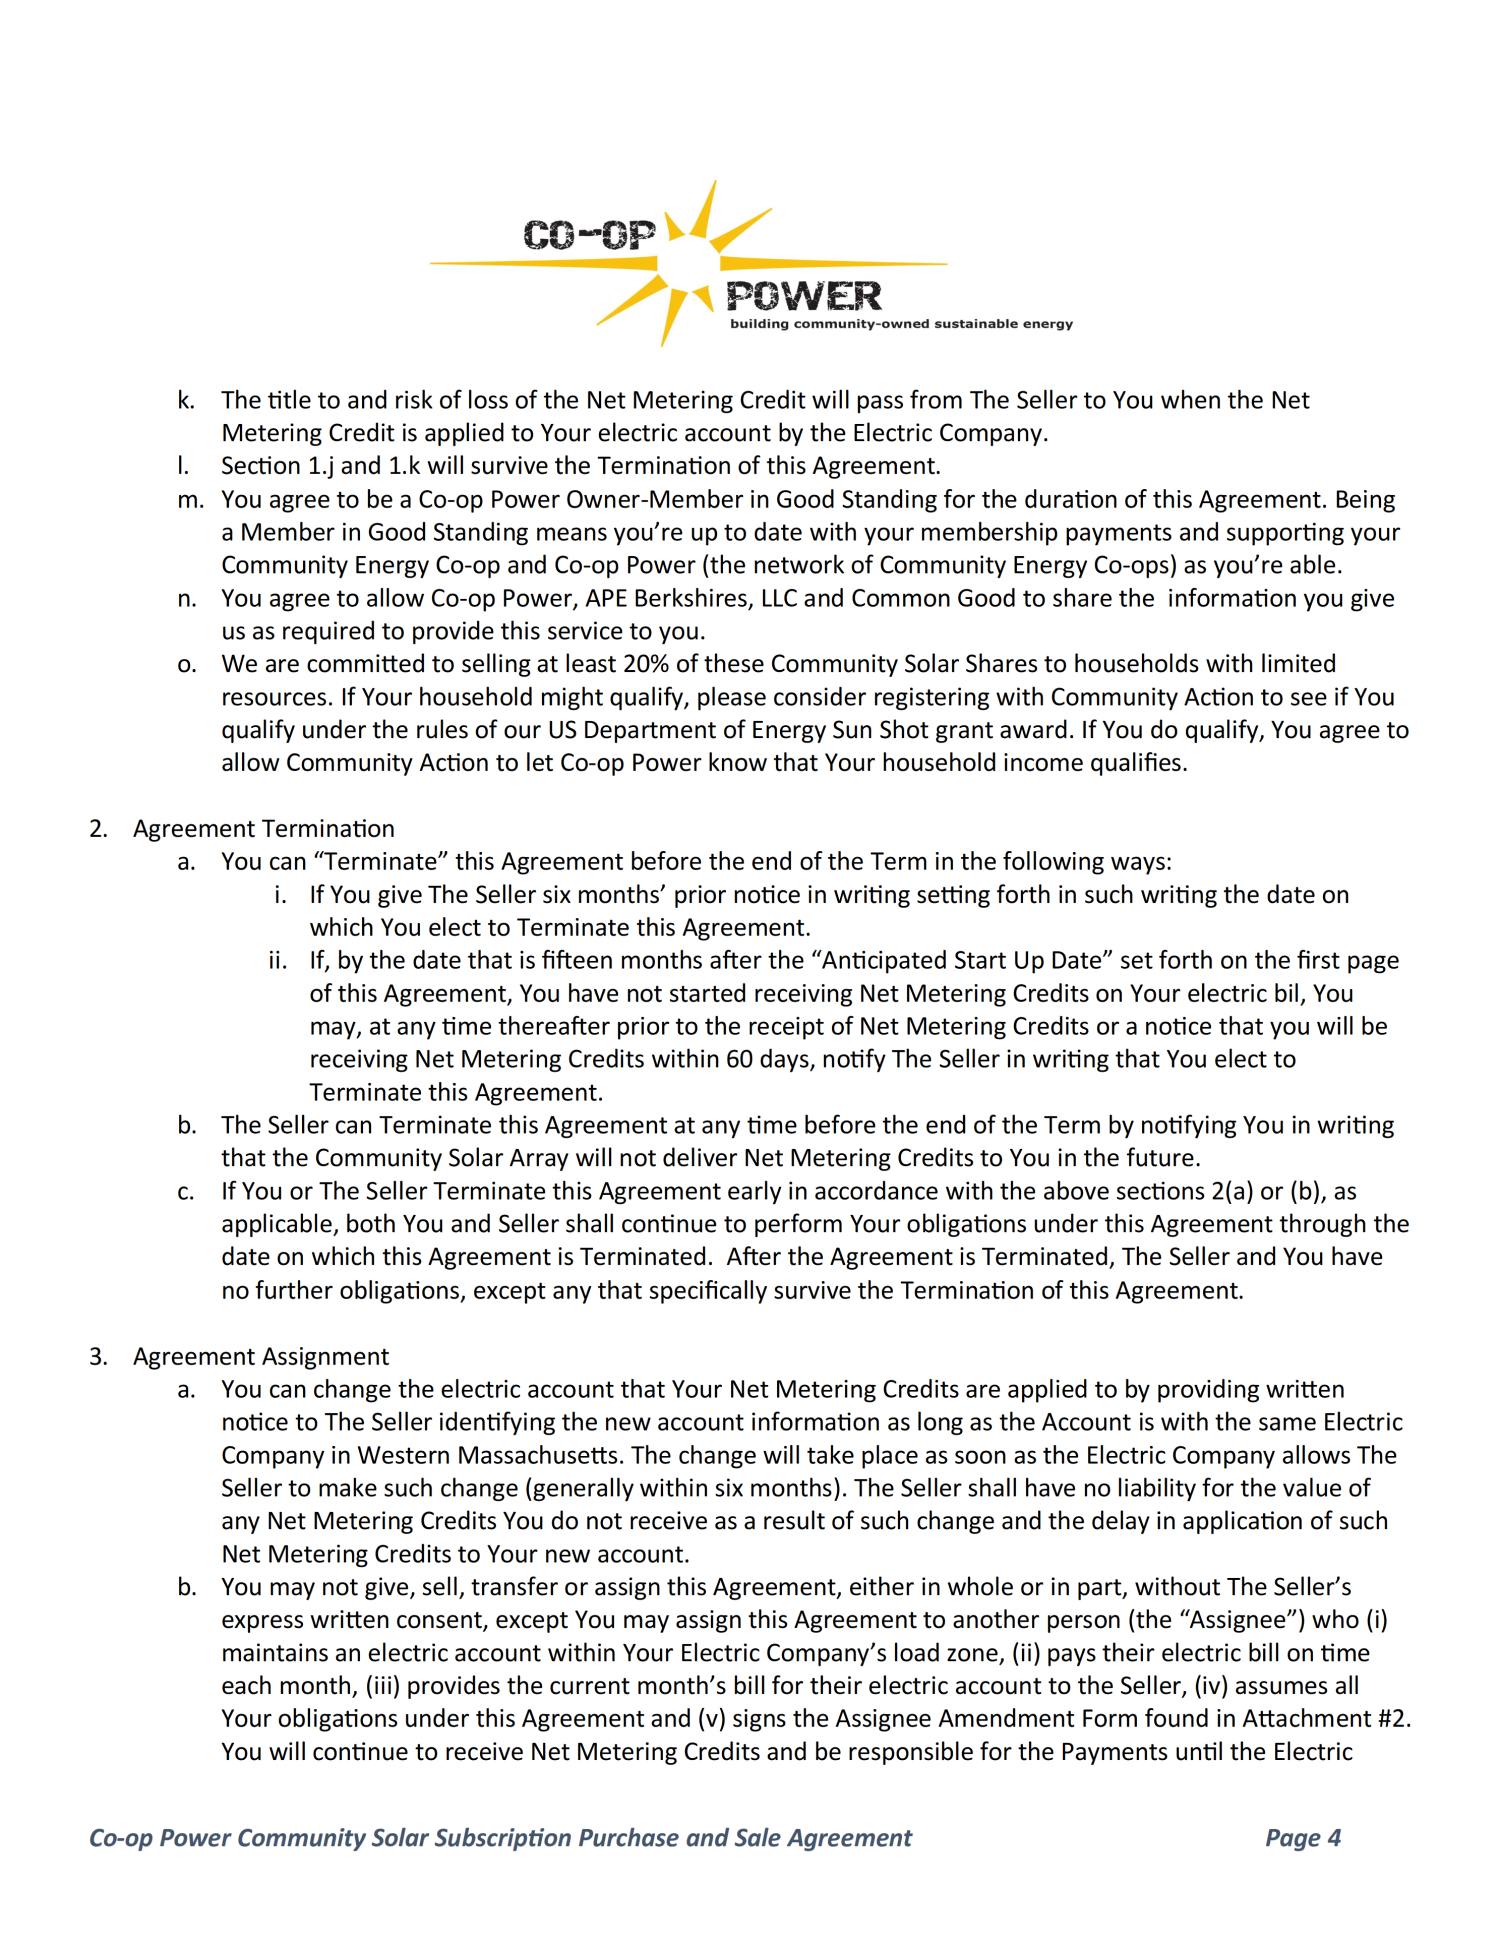 CO-OP
POWER
building community-owned sustainable energy
k. The title to and risk of loss of the Net Metering Credit will pass from The Seller to You when the Net
Metering Credit is applied to Your electric account by the Electric Company.
l. Section 1.j and 1.k will survive the Termination of this Agreement.
m. You agree to be a Co-op Power Owner-Member in Good Standing for the duration of this Agreement. Being
a Member in Good Standing means you’re up to date with your membership payments and supporting your
Community Energy Co-op and Co-op Power (the network of Community Energy Co-ops) as you’re able.
n. You agree to allow Co-op Power, APE Berkshires, LLC and Common Good to share the information you give
us as required to provide this service to you.
o. We are committed to selling at least 20% of these Community Solar Shares to households with limited
resources. If Your household might qualify, please consider registering with Community Action to see if You
qualify under the rules of our US Department of Energy Sun Shot grant award. If You do qualify, You agree to
allow Community Action to let Co-op Power know that Your household income qualifies.
2. Agreement Termination
a. You can “Terminate” this Agreement before the end of the Term in the following ways:
i. If You give The Seller six months’ prior notice in writing setting forth in such writing the date on
which You elect to Terminate this Agreement.
ii. If, by the date that is fifteen months after the “Anticipated Start Up Date” set forth on the first page
of this Agreement, You have not started receiving Net Metering Credits on Your electric bil, You
may, at any time thereafter prior to the receipt of Net Metering Credits or a notice that you will be
receiving Net Metering Credits within 60 days, notify The Seller in writing that You elect to
Terminate this Agreement.
b. The Seller can Terminate this Agreement at any time before the end of the Term by notifying You in writing
that the Community Solar Array will not deliver Net Metering Credits to You in the future.
c. If You or The Seller Terminate this Agreement early in accordance with the above sections 2(a) or (b), as
applicable, both You and Seller shall continue to perform Your obligations under this Agreement through the
date on which this Agreement is Terminated. After the Agreement is Terminated, The Seller and You have
no further obligations, except any that specifically survive the Termination of this Agreement.
3. Agreement Assignment
a. You can change the electric account that Your Net Metering Credits are applied to by providing written
notice to The Seller identifying the new account information as long as the Account is with the same Electric
Company in Western Massachusetts. The change will take place as soon as the Electric Company allows The
Seller to make such change (generally within six months). The Seller shall have no liability for the value of
any Net Metering Credits You do not receive as a result of such change and the delay in application of such
Net Metering Credits to Your new account.
b. You may not give, sell, transfer or assign this Agreement, either in whole or in part, without The Seller’s
express written consent, except You may assign this Agreement to another person (the “Assignee”) who (i)
maintains an electric account within Your Electric Company’s load zone, (ii) pays their electric bill on time
each month, (iii) provides the current month’s bill for their electric account to the Seller, (iv) assumes all
Your obligations under this Agreement and (v) signs the Assignee Amendment Form found in Attachment #2.
You will continue to receive Net Metering Credits and be responsible for the Payments until the Electric
Co-op Power Community Solar Subscription Purchase and Sale Agreement Page 4